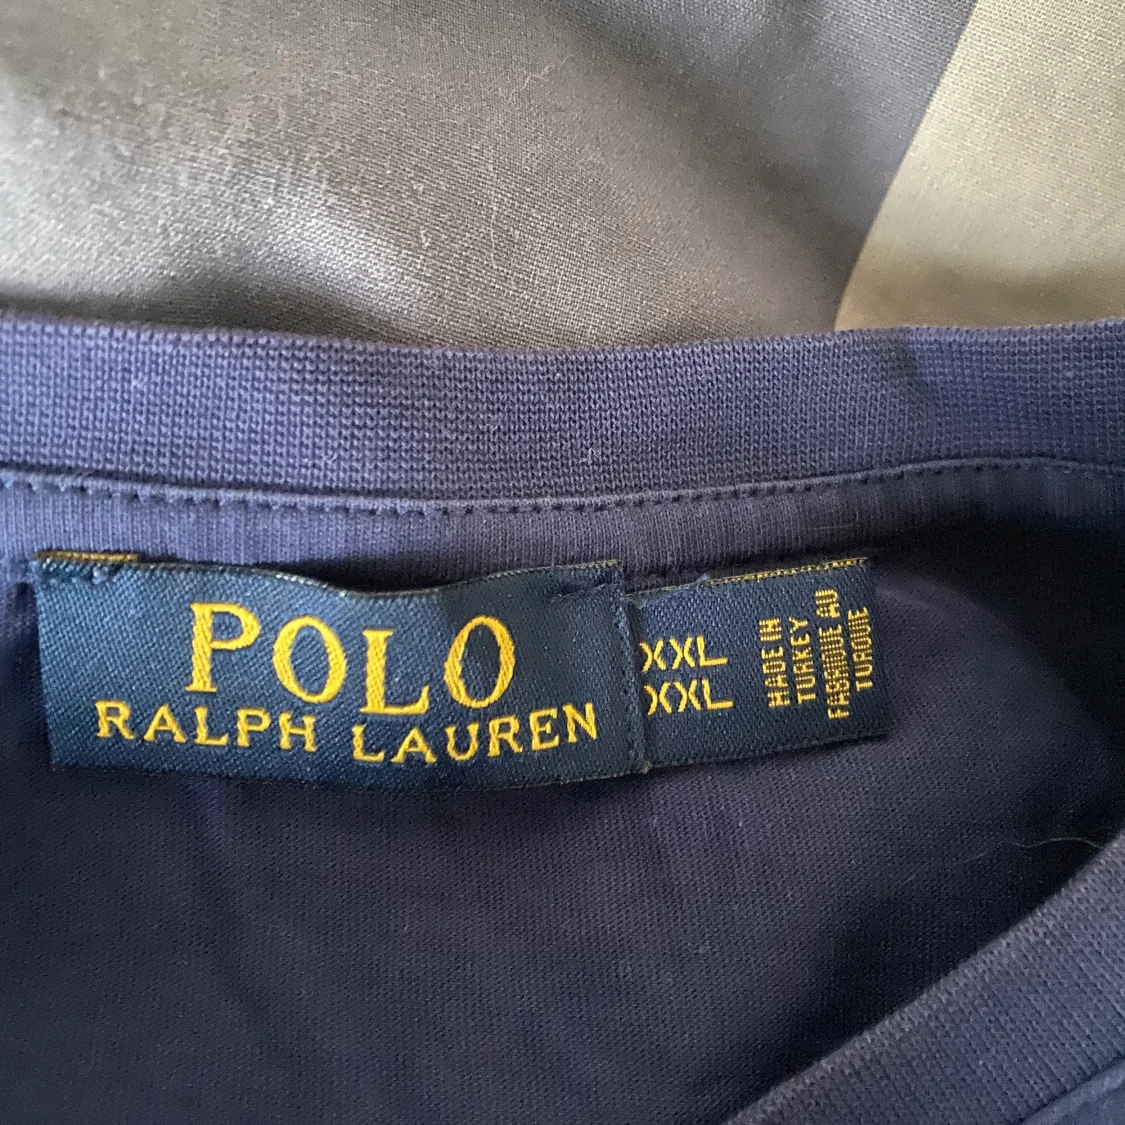 POLO
RALPH LAUREN
XXL
XXL
MADE IN
TURKEY
FABRIQUE AU
TURQUIE